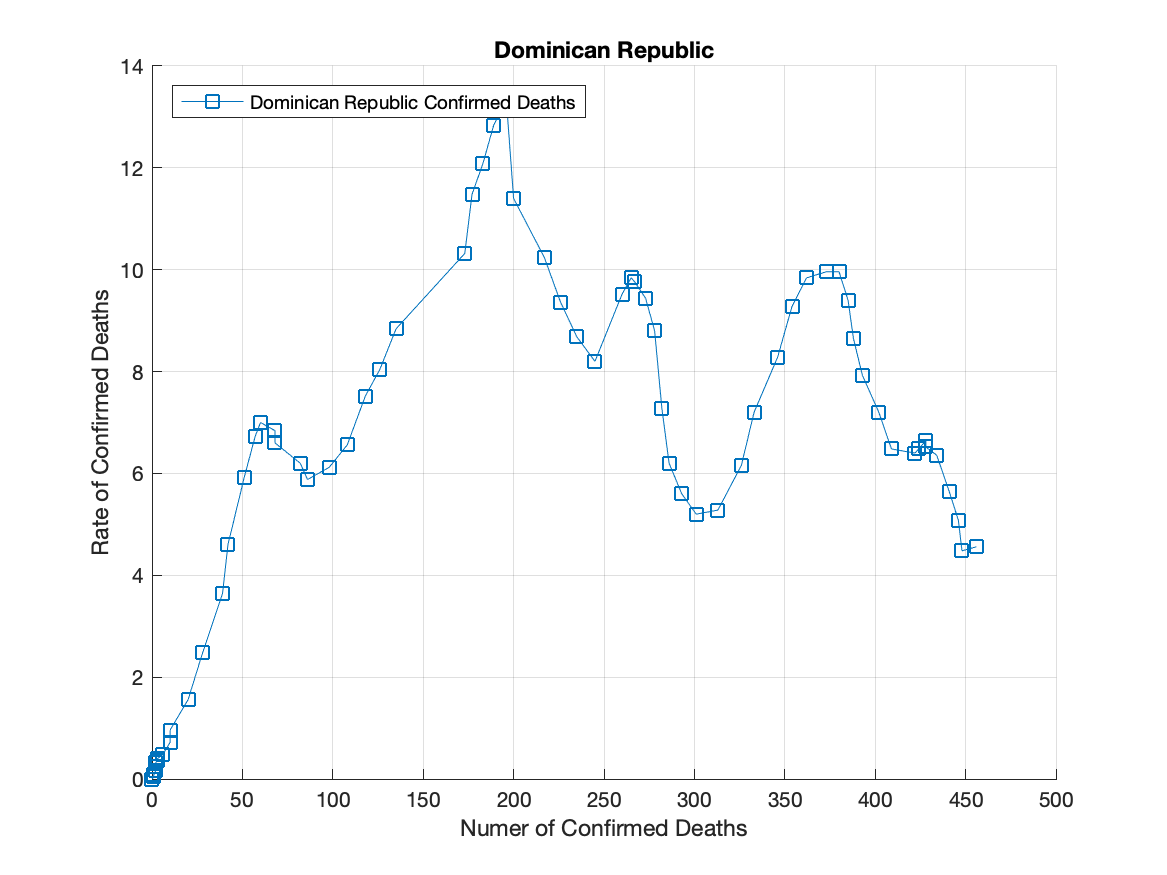 Dominican Republic
Dominican Republic Confirmed Deaths
14
12
10
8
6
4
2
0
Rate of Confirmed Deaths
0 50 100 150 200 250 300 350 400 450 500
Numer of Confirmed Deaths